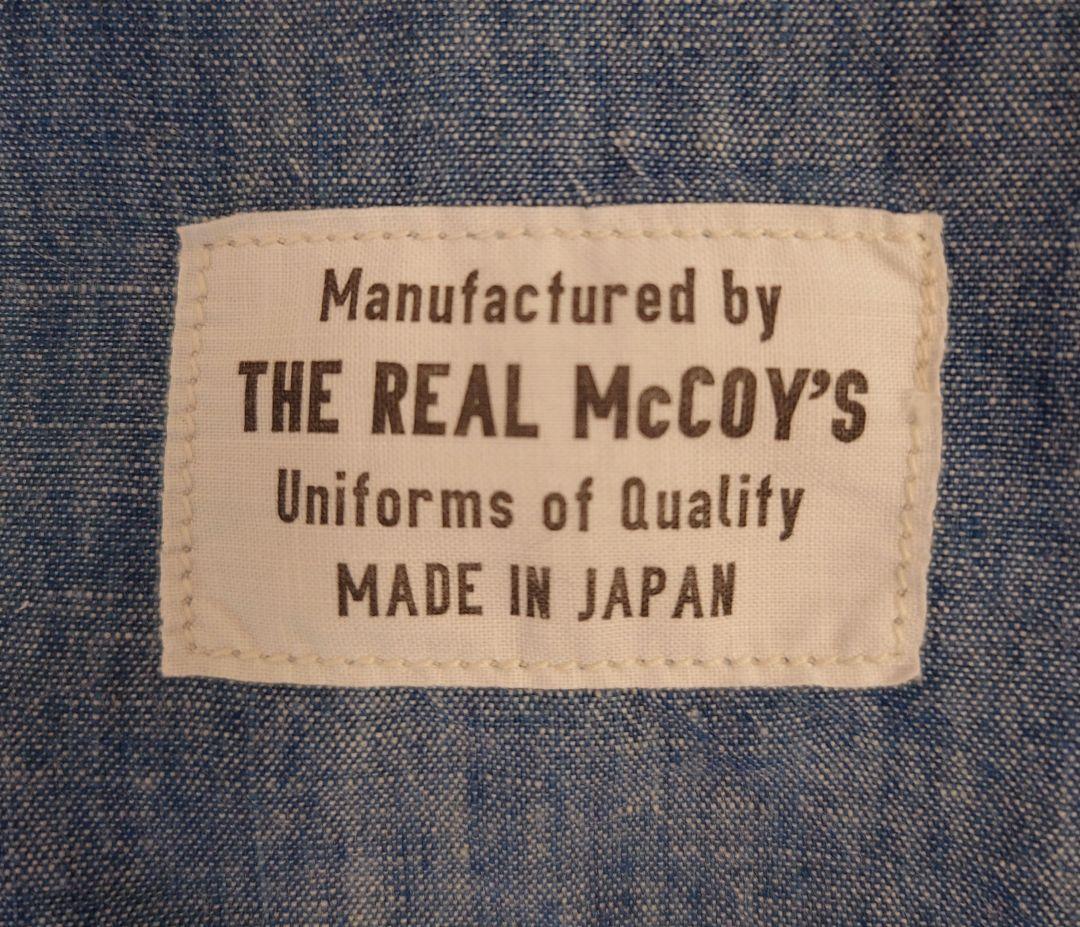 Manufactured by
THE REAL McCOY'S
Uniforms of Quality
MADE IN JAPAN